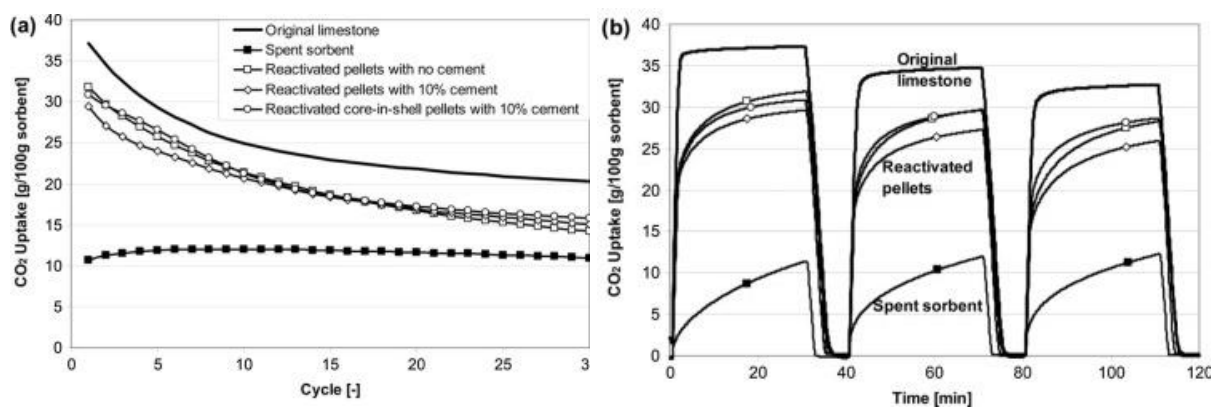 (a)
40
35
30
25
20
15
10
5
0
CO₂ Uptake [g/100g sorbent]
Original limestone
Spent sorbent
Reactivated pellets with no cement
Reactivated pellets with 10% cement
Reactivated core-in-shell pellets with 10% cement
0 5 10 15 20 25 3
Cycle [-]
(b)
40
35
30
25
20
15
10
5
0
CO₂ Uptake [g/100g sorbent]
Original
limestone
Reactivated
pellets
Spent sorbent
0 20 40 60 80 100 120
Time [min]